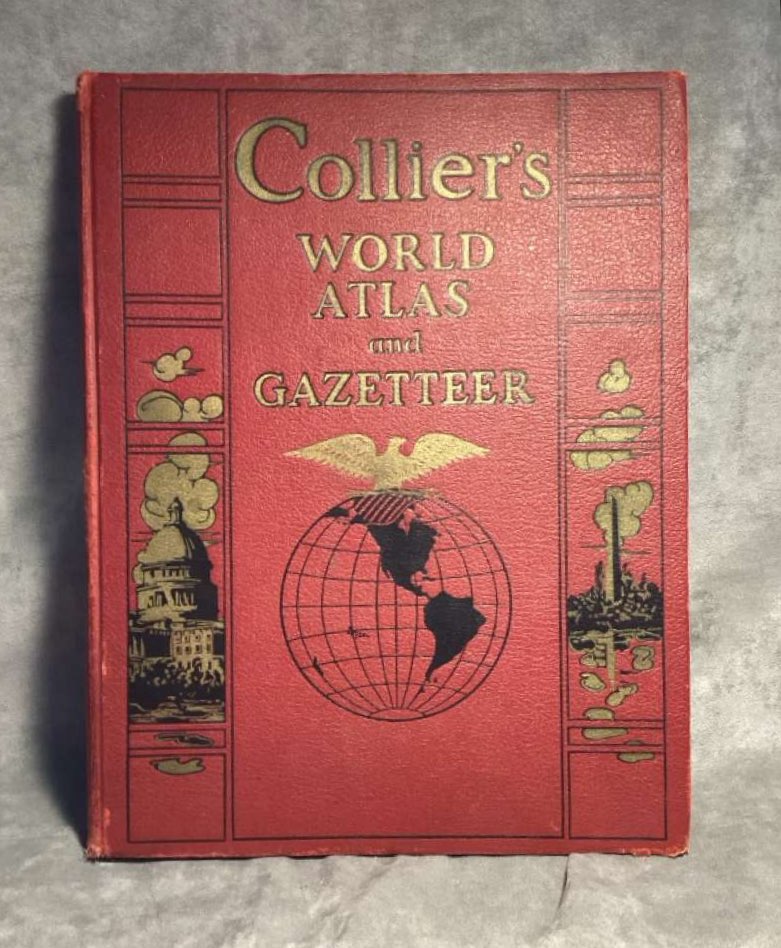 Collier's
WORLD
ATLAS
and
GAZETTEER